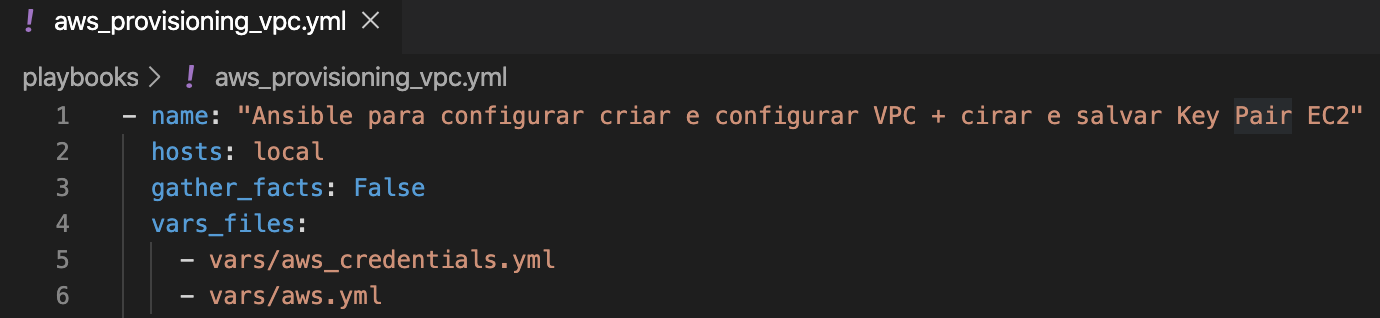 ! aws_provisioning_vpc.yml ×
playbooks > ! aws_provisioning_vpc.yml
1 - name: "Ansible para configurar criar e configurar VPC + cirar e salvar Key Pair EC2"
2 hosts: local
3 gather_facts: False
4 vars_files:
5 - vars/aws_credentials.yml
6 - vars/aws.yml